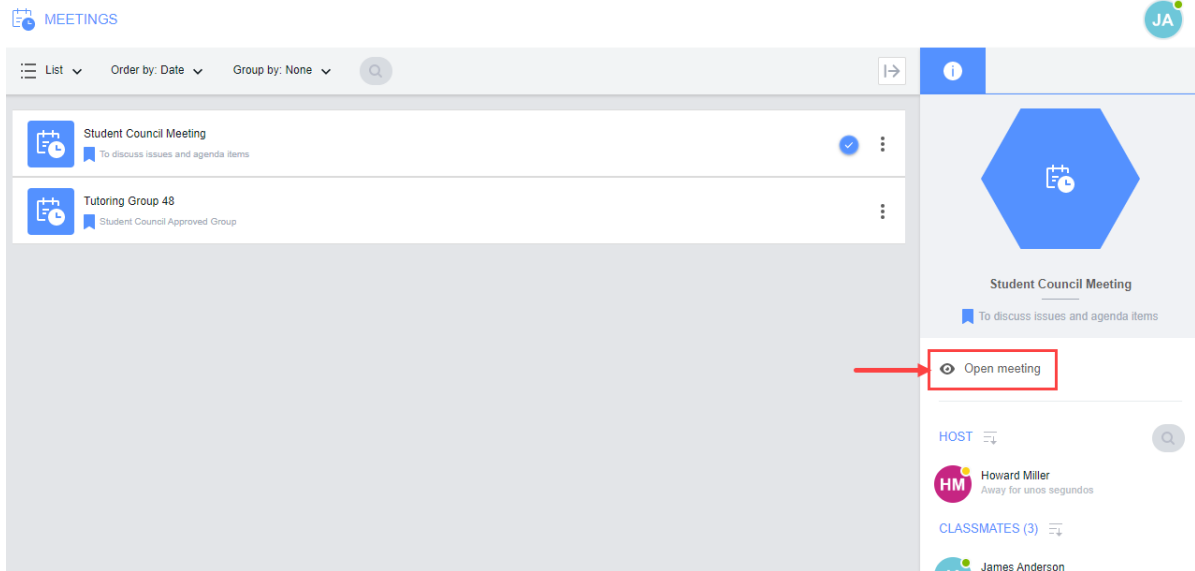 MEETINGS
JA
List
Order by: Date
Group by: None
i
Student Council Meeting
To discuss issues and agenda items
Tutoring Group 48
Student Council Approved Group
Student Council Meeting
To discuss issues and agenda items
Open meeting
HOST
HM
Howard Miller
Away for unos segundos
CLASSMATES (3)
James Anderson